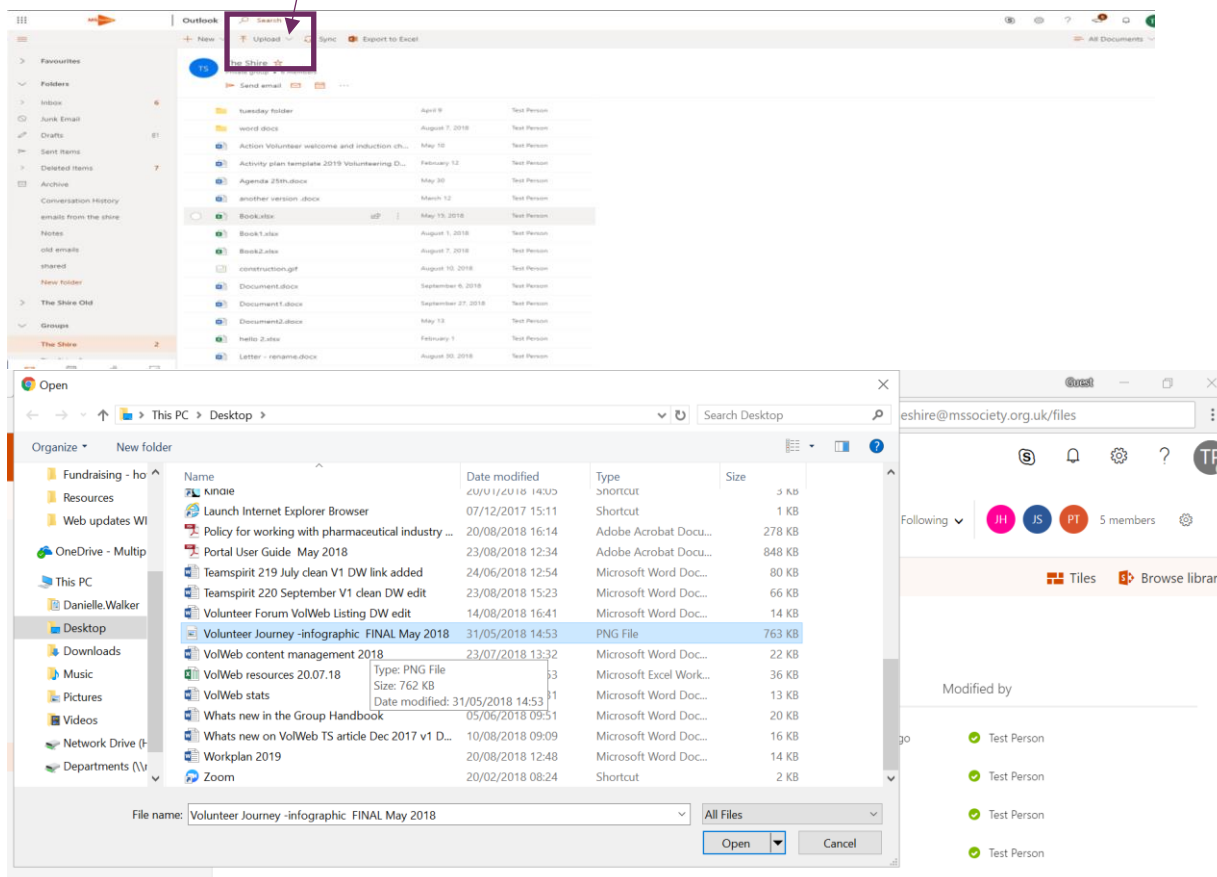 Outlook
Search
New Upload Sync Export to Excel All Documents
Favourites
Folders
Inbox 6
Junk Email
Drafts 81
Sent Items
Deleted Items 7
Archive
Conversation History
emails from the shire
Notes
old emails
shared
New folder
The Shire Old
Groups
The Shire 2
TS
he Shire
Send email
tuesday folder April 9 Test Person
word docs August 7, 2018 Test Person
Action Volunteer welcome and induction ch... May 10 Test Person
Activity plan template 2019 Volunteering D... February 12 Test Person
Agenda 25th.docx May 30 Test Person
another version .docx March 12 Test Person
Book.xlsx May 15, 2018 Test Person
Book1.xlsx August 1, 2018 Test Person
Book2.xlsx August 7, 2018 Test Person
construction.gif August 10, 2018 Test Person
Document.docx September 6, 2018 Test Person
Document1.docx September 27, 2018 Test Person
Document2.docx May 13 Test Person
hello 2.xlsx February 1 Test Person
Letter - rename.docx August 30, 2018 Test Person
Open
This PC > Desktop >
Search Desktop
Organize New folder
Fundraising - ho
Resources
Web updates WI
OneDrive - Multip
This PC
Danielle.Walker
Desktop
Downloads
Music
Pictures
Videos
Network Drive (H
Departments (\\
Name Date modified Type Size
Kindle 20/01/2018 14:05 Shortcut 3 KB
Launch Internet Explorer Browser 07/12/2017 15:11 Shortcut 1 KB
Policy for working with pharmaceutical industry ... 20/08/2018 16:14 Adobe Acrobat Docu... 278 KB
Portal User Guide May 2018 23/08/2018 12:34 Adobe Acrobat Docu... 848 KB
Teamspirit 219 July clean V1 DW link added 24/06/2018 12:54 Microsoft Word Doc... 80 KB
Teamspirit 220 September V1 clean DW edit 23/08/2018 15:23 Microsoft Word Doc... 66 KB
Volunteer Forum VolWeb Listing DW edit 14/08/2018 16:41 Microsoft Word Doc... 14 KB
Volunteer Journey -infographic FINAL May 2018 31/05/2018 14:53 PNG File 763 KB
VolWeb content management 2018 23/07/2018 13:32 Microsoft Word Doc... 22 KB
VolWeb resources 20.07.18 53 Microsoft Excel Work... 36 KB
VolWeb stats 31 Microsoft Word Doc... 13 KB
Whats new in the Group Handbook 05/06/2018 09:51 Microsoft Word Doc... 20 KB
Whats new on VolWeb TS article Dec 2017 v1 D... 10/08/2018 09:09 Microsoft Word Doc... 16 KB
Workplan 2019 20/08/2018 12:48 Microsoft Word Doc... 14 KB
Zoom 20/02/2018 08:24 Shortcut 2 KB
Type: PNG File
Size: 762 KB
Date modified: 31/05/2018 14:53
File name: Volunteer Journey -infographic FINAL May 2018
All Files
Open Cancel
Guest
eshire@mssociety.org.uk/files
TP
Following JH JS PT 5 members
Tiles Browse librar
Modified by
go Test Person
Test Person
Test Person
Test Person